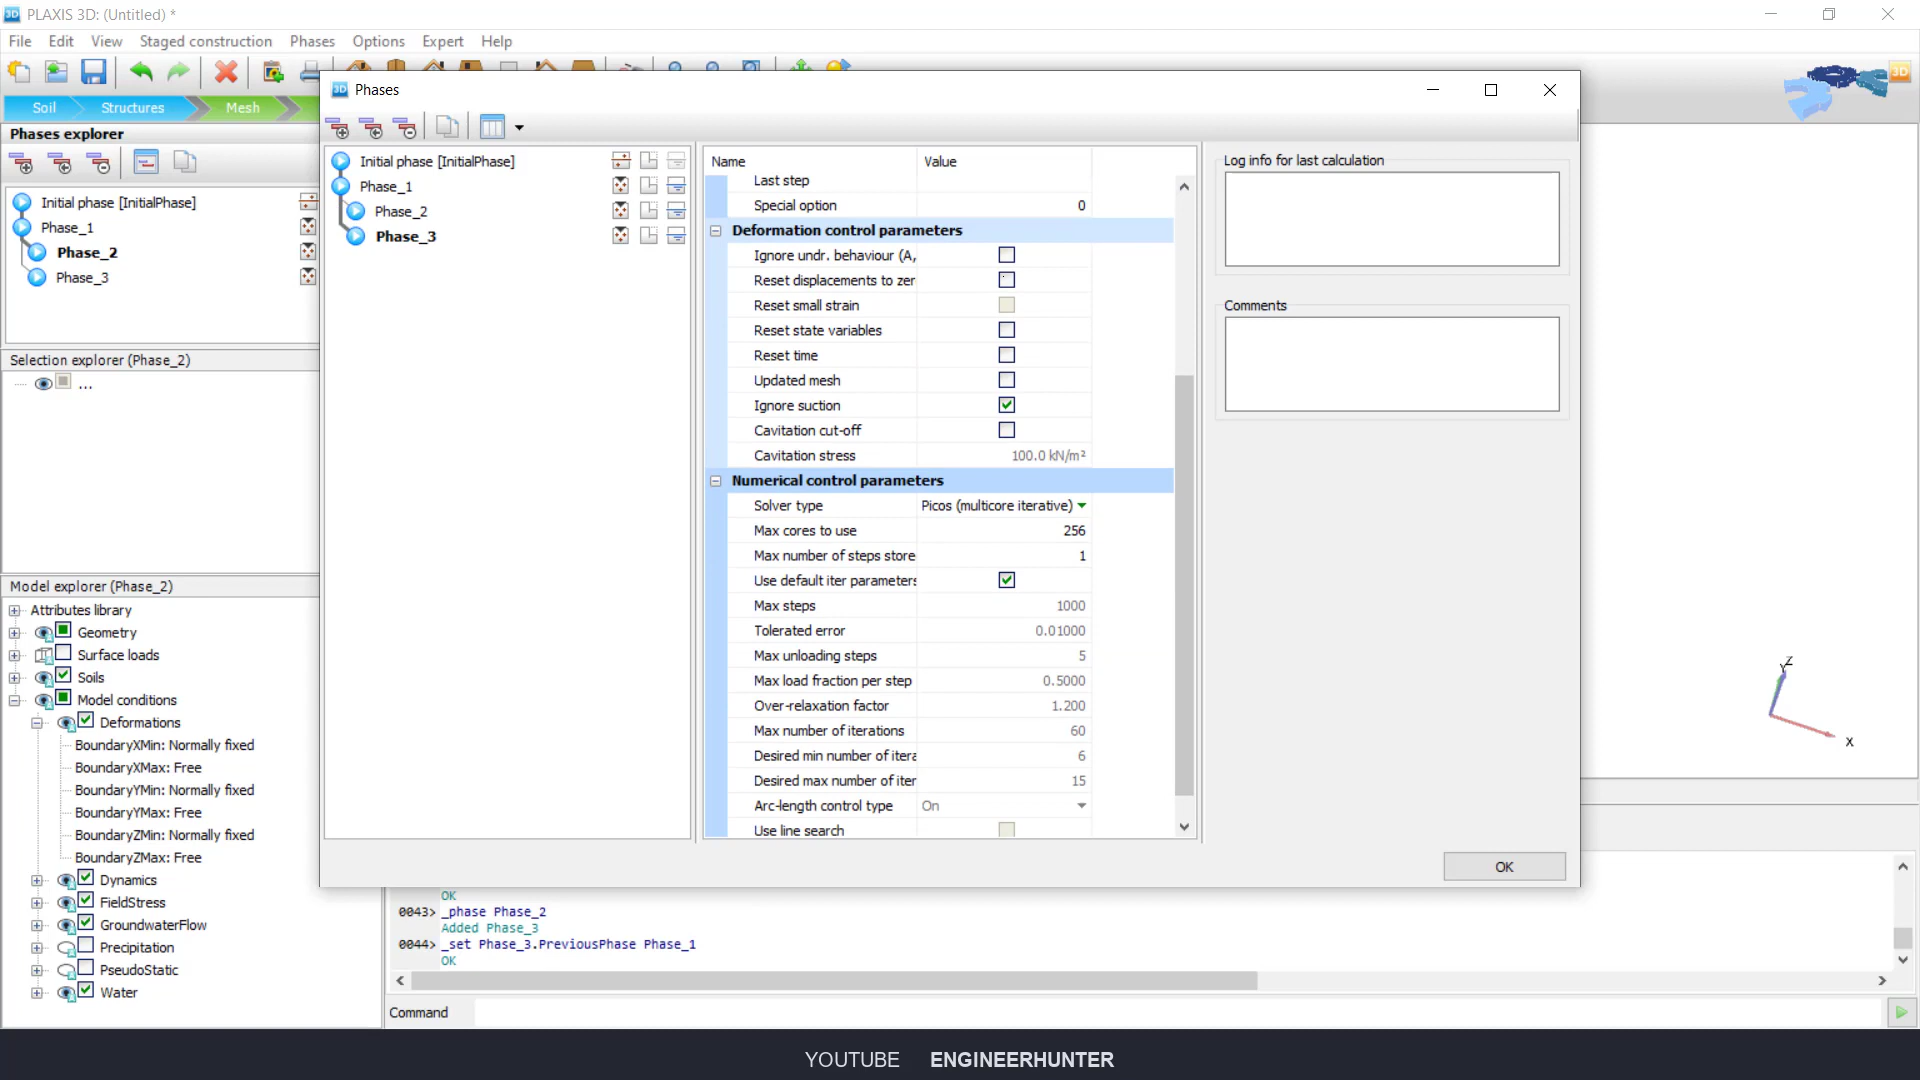 PLAXIS 3D: (Untitled) *
File Edit View Staged construction Phases Options Expert Help
Soil Structures Mesh
Phases explorer
Initial phase [InitialPhase]
Phase_1
Phase_2
Phase_3
Selection explorer (Phase_2)
...
Model explorer (Phase_2)
Attributes library
Geometry
Surface loads
Soils
Model conditions
Deformations
BoundaryXMin: Normally fixed
BoundaryXMax: Free
BoundaryYMin: Normally fixed
BoundaryYMax: Free
BoundaryZMin: Normally fixed
BoundaryZMax: Free
Dynamics
FieldStress
GroundwaterFlow
Precipitation
PseudoStatic
Water
Phases
Initial phase [InitialPhase]
Phase_1
Phase_2
Phase_3
Name Value
Last step
Special option 0
Deformation control parameters
Ignore undr. behaviour (A,
Reset displacements to zer
Reset small strain
Reset state variables
Reset time
Updated mesh
Ignore suction
Cavitation cut-off
Cavitation stress 100.0 kN/m²
Numerical control parameters
Solver type Picos (multicore iterative)
Max cores to use 256
Max number of steps store 1
Use default iter parameters
Max steps 1000
Tolerated error 0.01000
Max unloading steps 5
Max load fraction per step 0.5000
Over-relaxation factor 1.200
Max number of iterations 60
Desired min number of itera 6
Desired max number of iter 15
Arc-length control type On
Use line search
Log info for last calculation
Comments
OK
3D
Z
Y
X
OK
0043> _phase Phase_2
Added Phase_3
0044> _set Phase_3.PreviousPhase Phase_1
OK
Command
YOUTUBE ENGINEERHUNTER